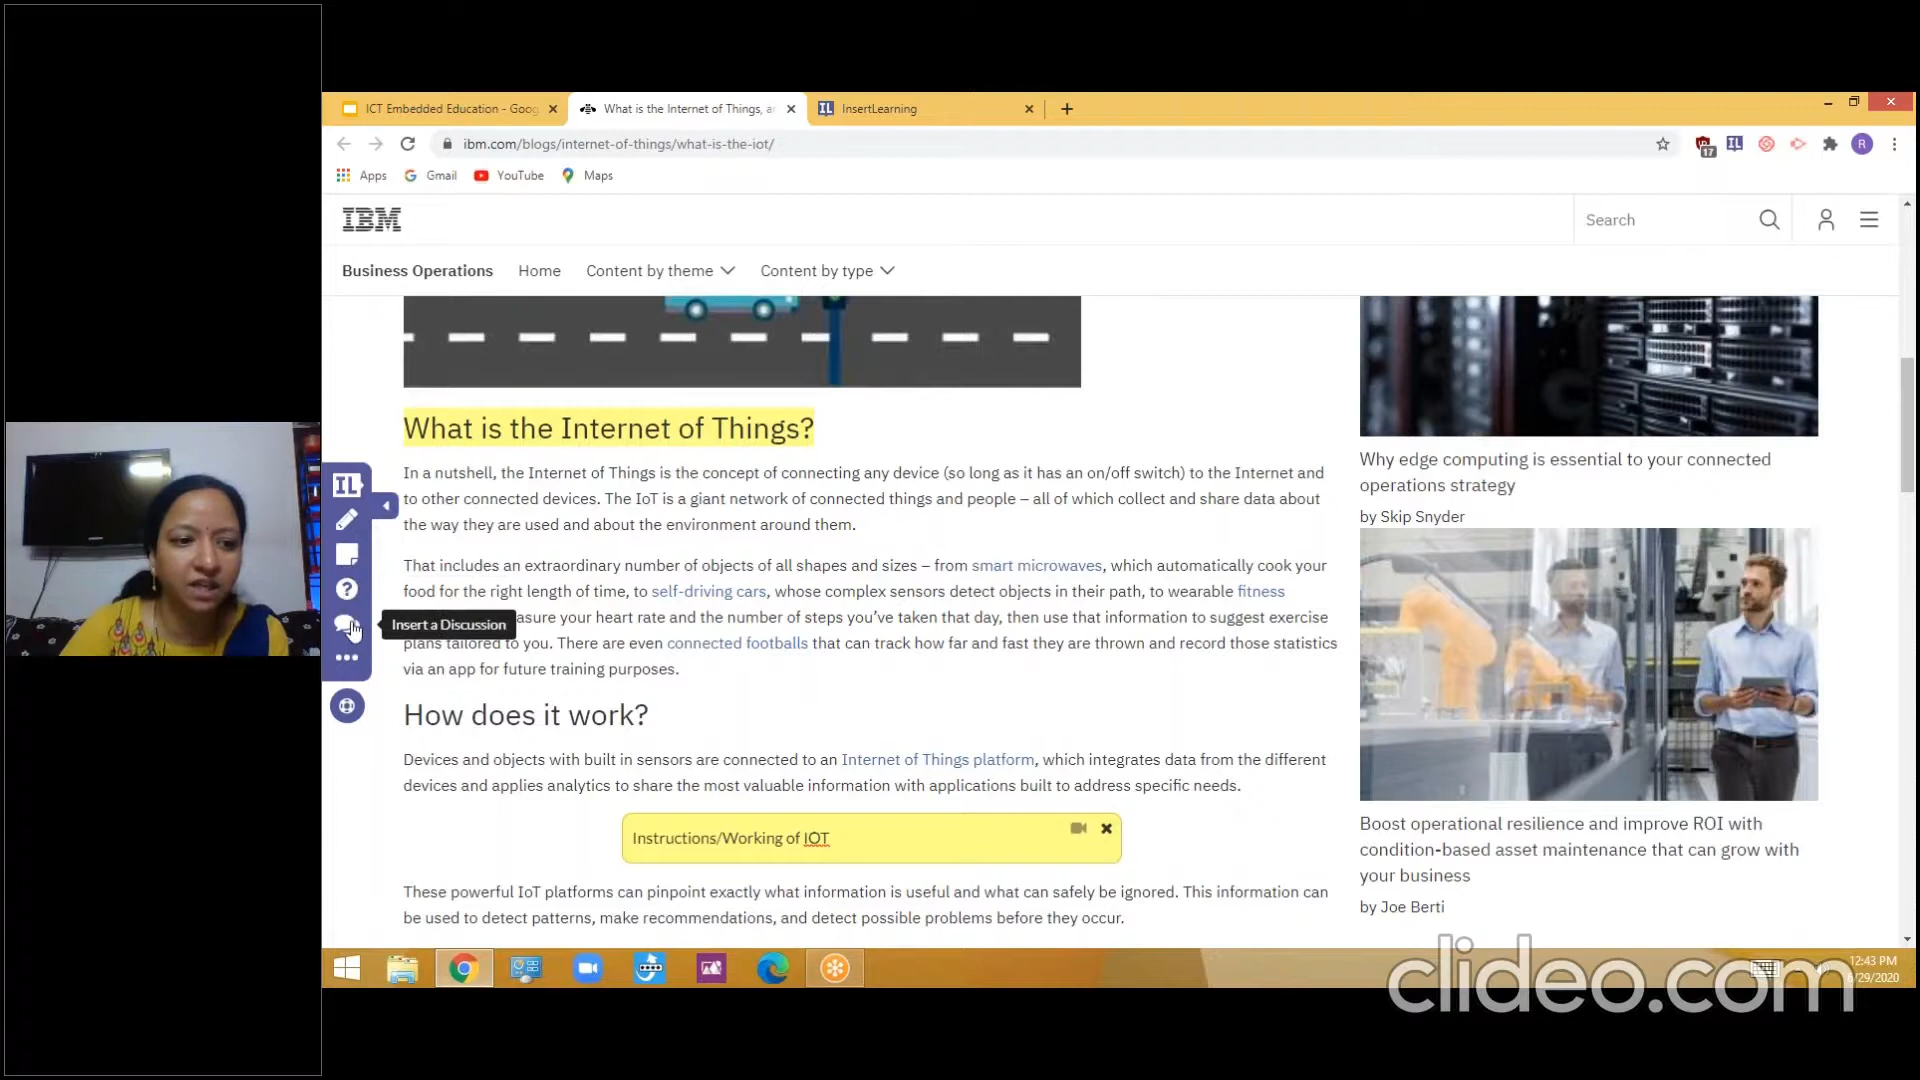 ICT Embedded Education - Goog
What is the Internet of Things, a
IL InsertLearning
ibm.com/blogs/internet-of-things/what-is-the-iot/
17
IL
R
Apps
Gmail
YouTube
Maps
IBM
Search
Business Operations
Home
Content by theme
Content by type
What is the Internet of Things?
In a nutshell, the Internet of Things is the concept of connecting any device (so long as it has an on/off switch) to the Internet and
to other connected devices. The IoT is a giant network of connected things and people – all of which collect and share data about
the way they are used and about the environment around them.
That includes an extraordinary number of objects of all shapes and sizes – from smart microwaves, which automatically cook your
food for the right length of time, to self-driving cars, whose complex sensors detect objects in their path, to wearable fitness
asure your heart rate and the number of steps you’ve taken that day, then use that information to suggest exercise
plans tailored to you. There are even connected footballs that can track how far and fast they are thrown and record those statistics
via an app for future training purposes.
IL
?
Insert a Discussion
How does it work?
Devices and objects with built in sensors are connected to an Internet of Things platform, which integrates data from the different
devices and applies analytics to share the most valuable information with applications built to address specific needs.
Instructions/Working of IOT
These powerful IoT platforms can pinpoint exactly what information is useful and what can safely be ignored. This information can
be used to detect patterns, make recommendations, and detect possible problems before they occur.
Why edge computing is essential to your connected
operations strategy
by Skip Snyder
Boost operational resilience and improve ROI with
condition-based asset maintenance that can grow with
your business
by Joe Berti
12:43 PM
/29/2020
clideo.com